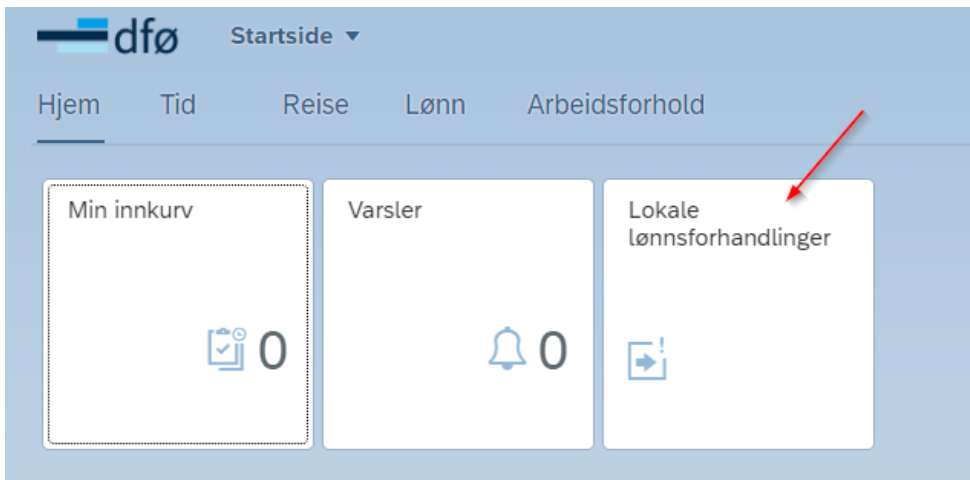 dfø Startside
Hjem Tid Reise Lønn Arbeidsforhold
Min innkurv
Varsler
Lokale
lønnsforhandlinger
0
0